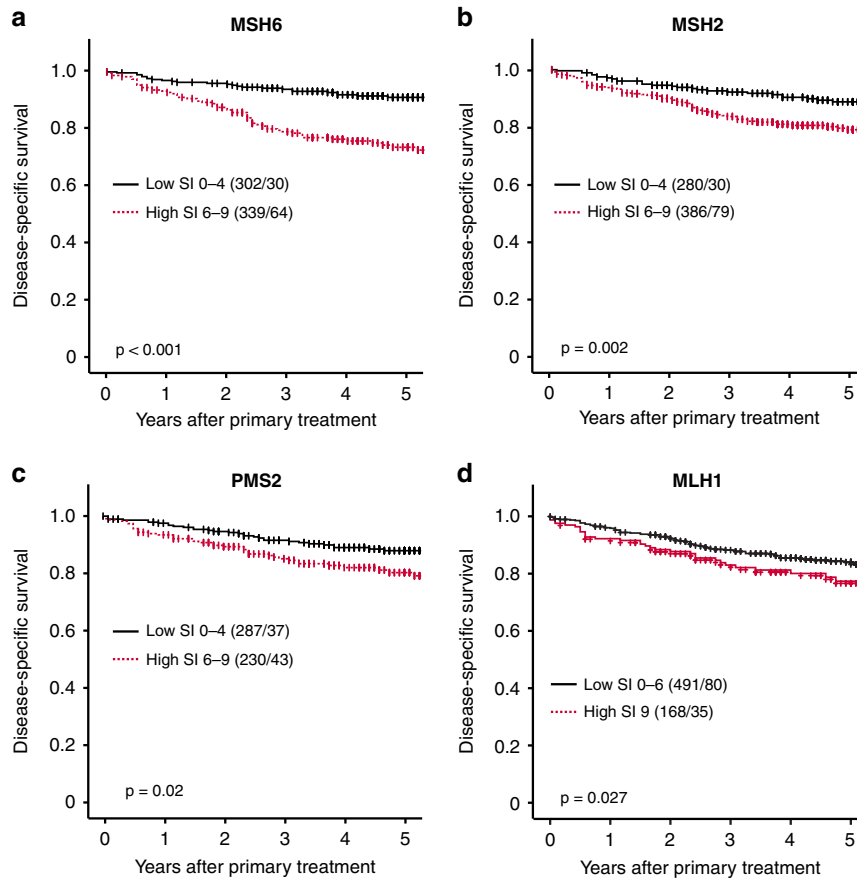 a
MSH6
Disease-specific survival
1.0
0.8
0.6
0.4
0.2
0
Low SI 0–4 (302/30)
High SI 6–9 (339/64)
p < 0.001
0 1 2 3 4 5
Years after primary treatment
b
MSH2
Disease-specific survival
1.0
0.8
0.6
0.4
0.2
0
Low SI 0–4 (280/30)
High SI 6–9 (386/79)
p = 0.002
0 1 2 3 4 5
Years after primary treatment
c
PMS2
Disease-specific survival
1.0
0.8
0.6
0.4
0.2
0
Low SI 0–4 (287/37)
High SI 6–9 (230/43)
p = 0.02
0 1 2 3 4 5
Years after primary treatment
d
MLH1
Disease-specific survival
1.0
0.8
0.6
0.4
0.2
0
Low SI 0–6 (491/80)
High SI 9 (168/35)
p = 0.027
0 1 2 3 4 5
Years after primary treatment